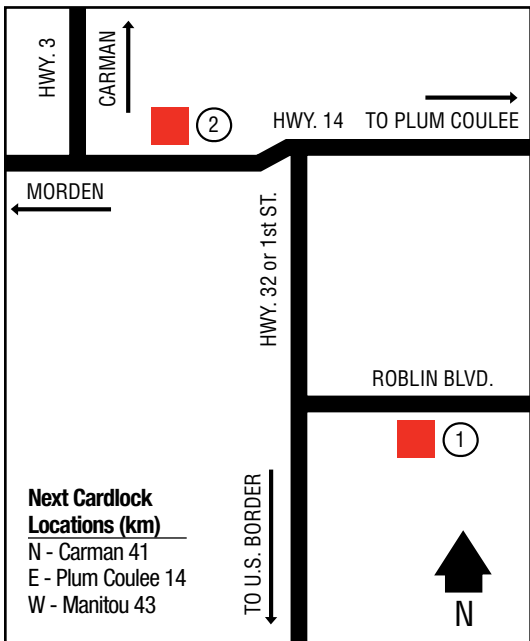 HWY. 3
CARMAN
2
HWY. 14
TO PLUM COULEE
MORDEN
HWY. 32 or 1st ST.
ROBLIN BLVD.
1
Next Cardlock
Locations (km)
N - Carman 41
E - Plum Coulee 14
W - Manitou 43
TO U.S. BORDER
N